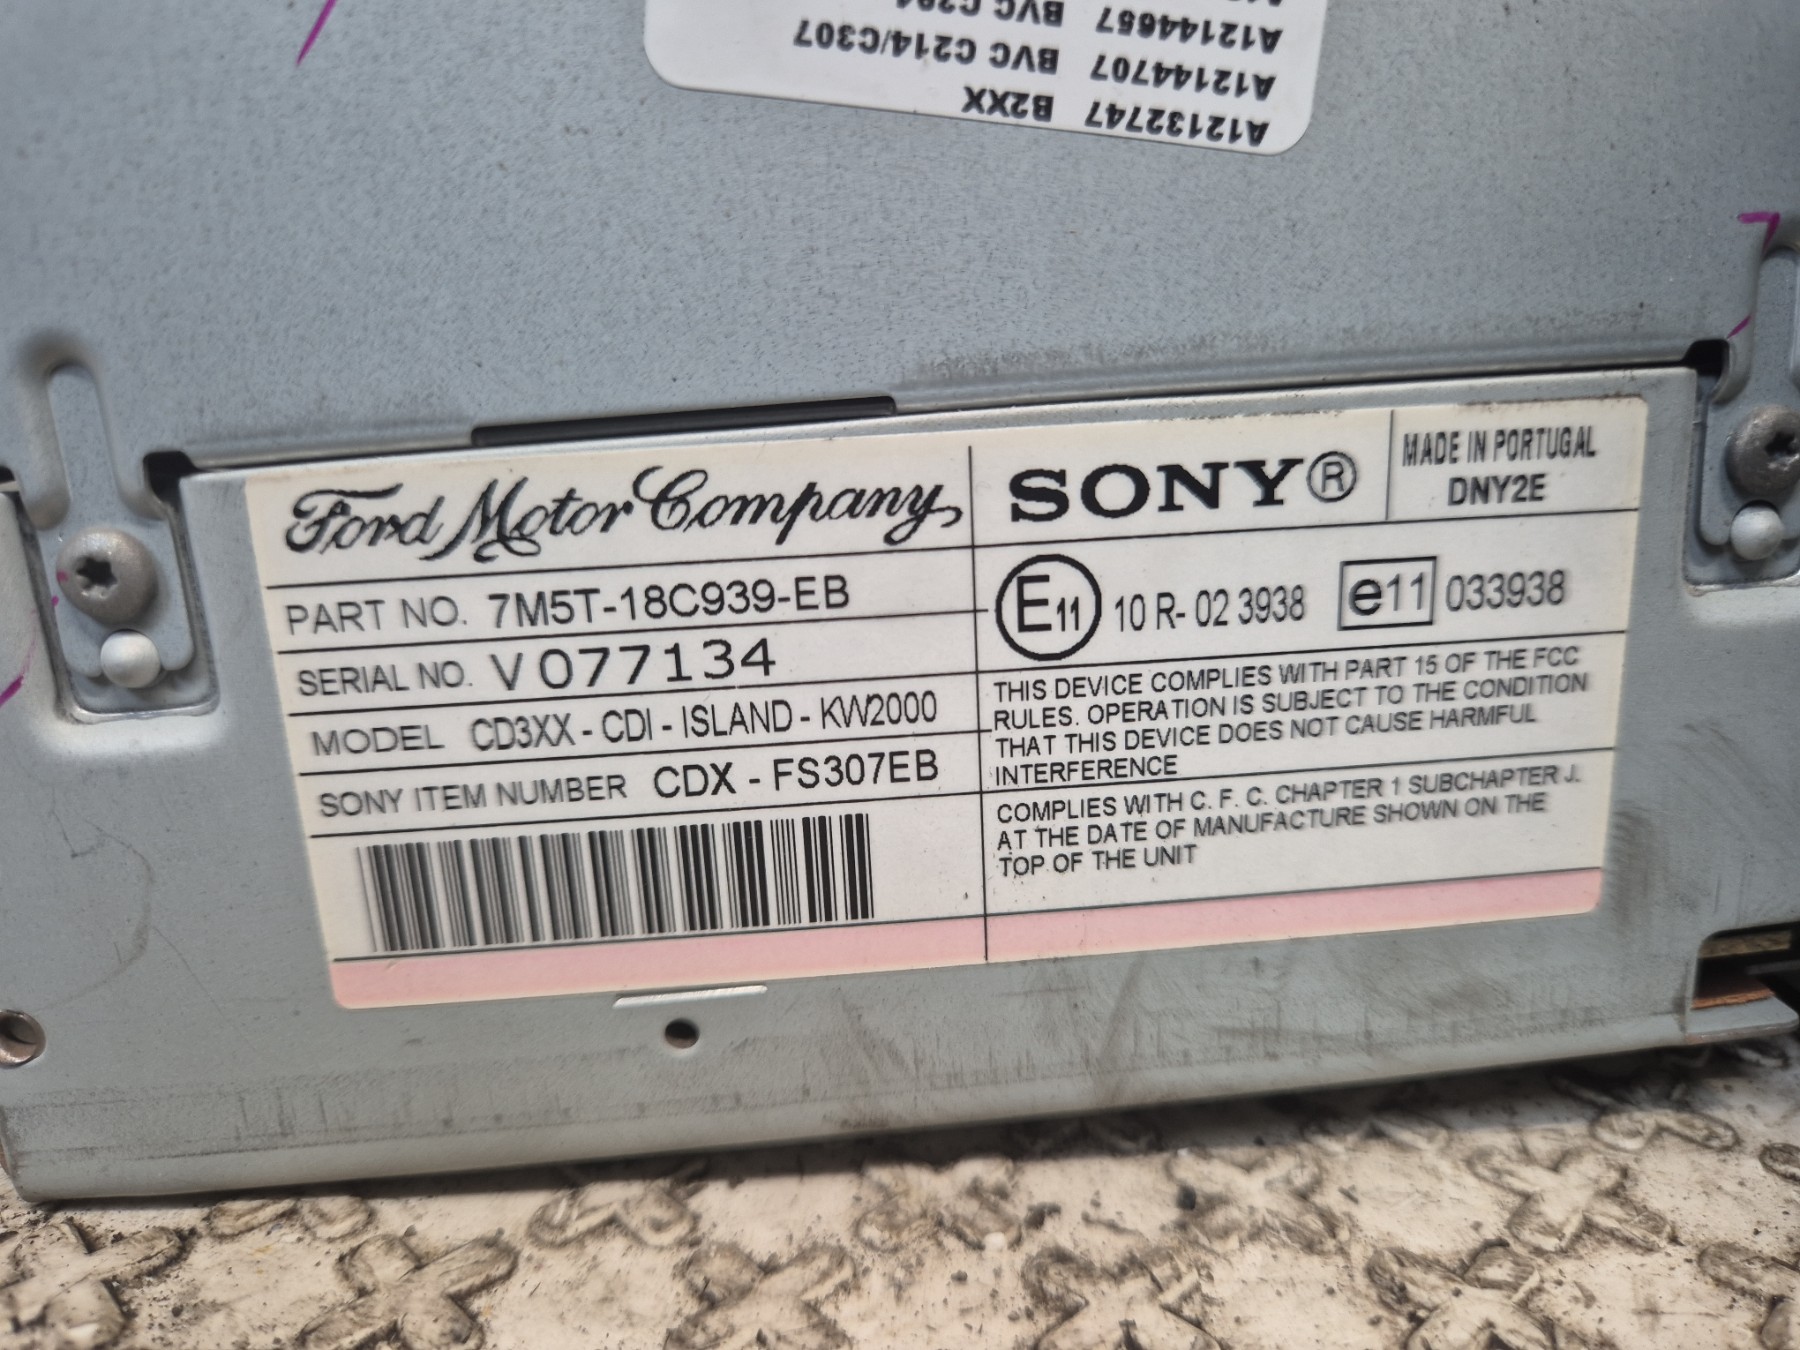 A12132747 B2XX
A12144707 BVC C214/C307
A12144657 BVC
Ford Motor Company
PART NO. 7M5T-18C939-EB
SERIAL NO. V077134
MODEL CD3XX - CDI - ISLAND - KW2000
SONY ITEM NUMBER CDX - FS307EB
SONY®
MADE IN PORTUGAL
DNY2E
E11 10 R- 02 3938 e11 033938
THIS DEVICE COMPLIES WITH PART 15 OF THE FCC
RULES. OPERATION IS SUBJECT TO THE CONDITION
THAT THIS DEVICE DOES NOT CAUSE HARMFUL
INTERFERENCE
COMPLIES WITH C. F. C. CHAPTER 1 SUBCHAPTER J.
AT THE DATE OF MANUFACTURE SHOWN ON THE
TOP OF THE UNIT